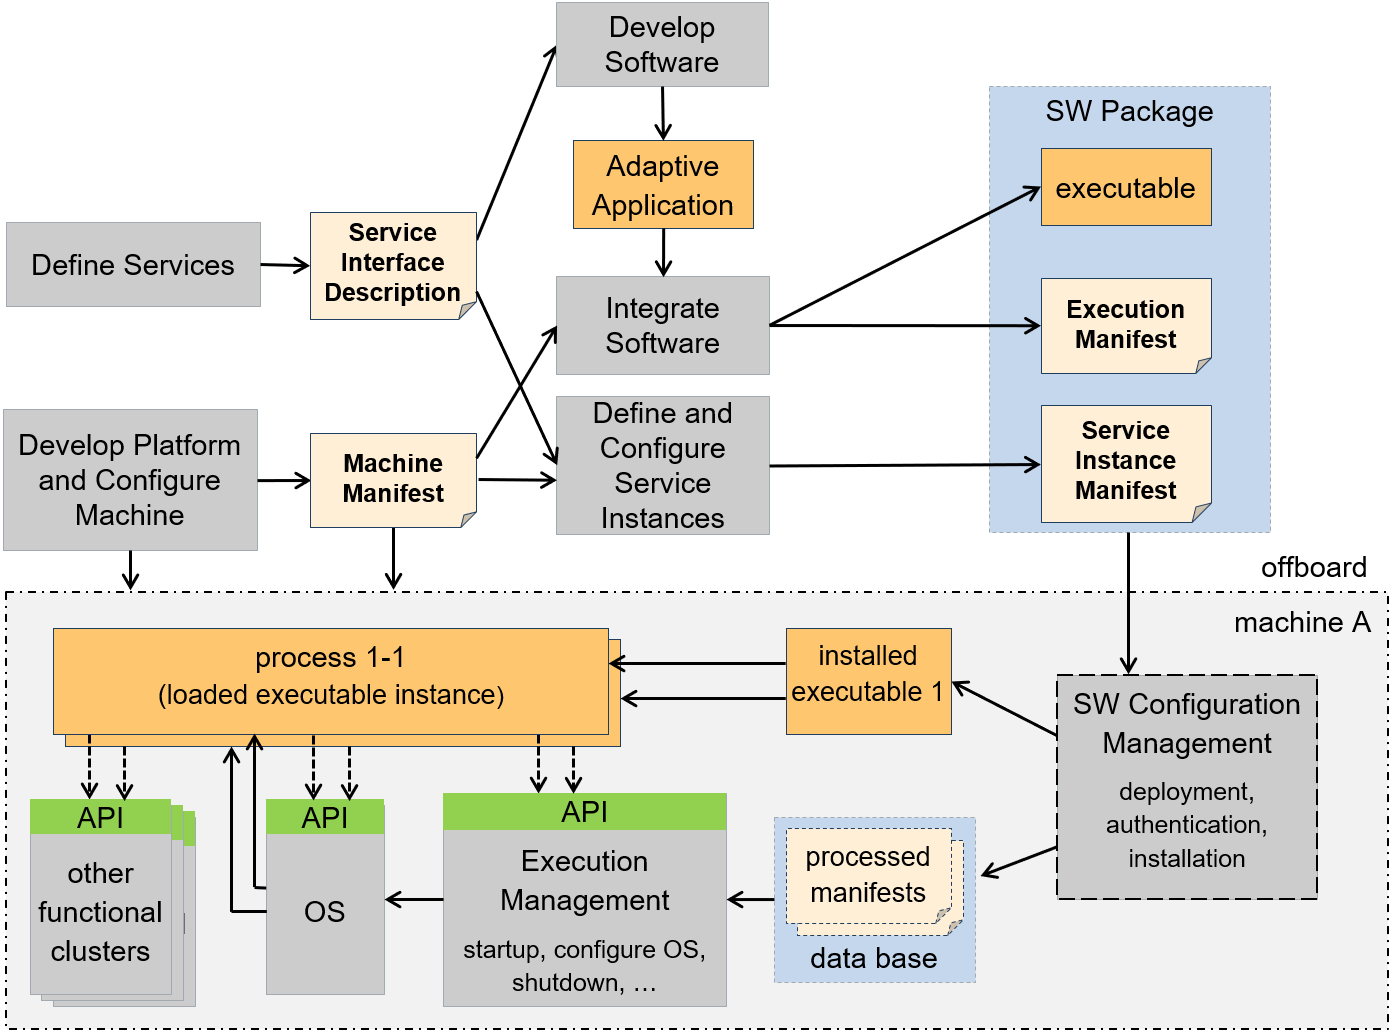 Develop
Software
SW Package
Adaptive
Application
executable
Define Services
Service
Interface
Description
Integrate
Software
Execution
Manifest
Develop Platform
and Configure
Machine
Machine
Manifest
Define and
Configure
Service
Instances
Service
Instance
Manifest
offboard
machine A
process 1-1
(loaded executable instance)
installed
executable 1
SW Configuration
Management
deployment,
authentication,
installation
API
other
functional
clusters
API
OS
API
Execution
Management
startup, configure OS,
shutdown, …
processed
manifests
data base